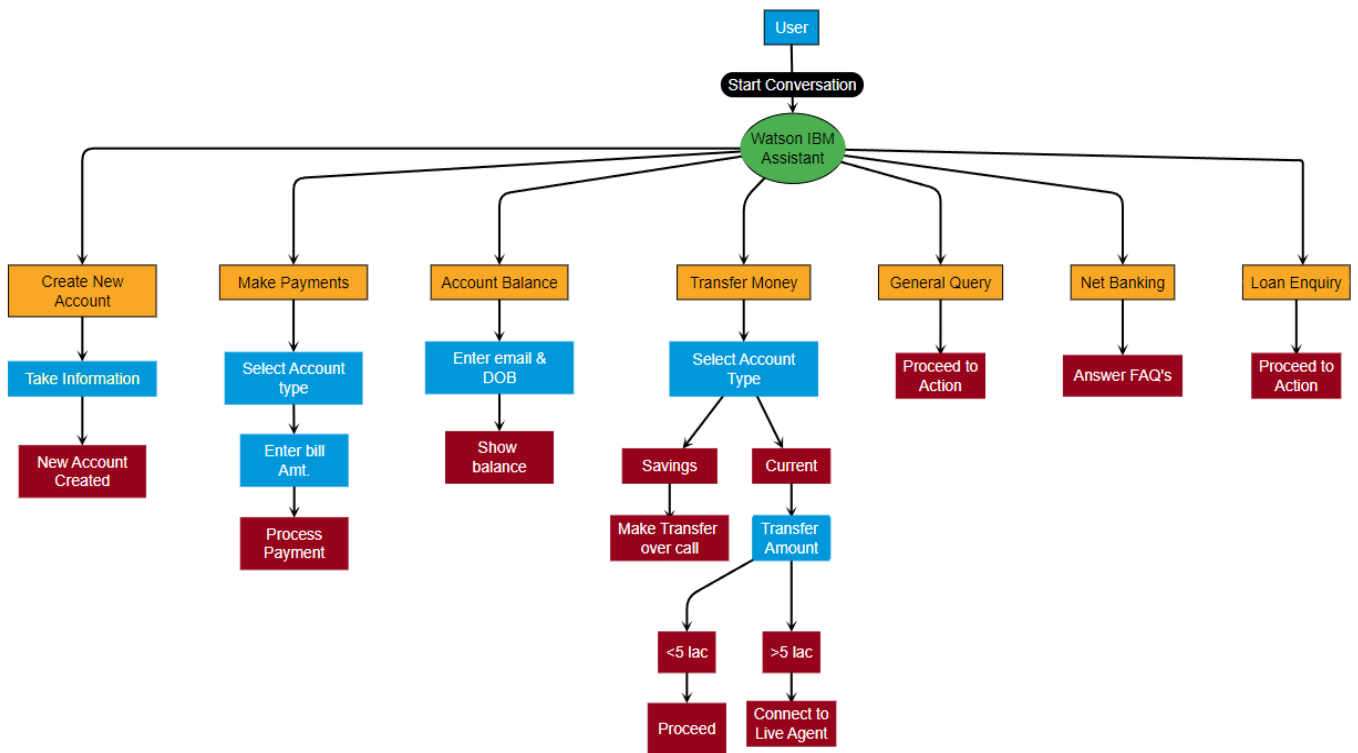 User
Start Conversation
Watson IBM
Assistant
Create New
Account
Make Payments
Account Balance
Transfer Money
General Query
Net Banking
Loan Enquiry
Take Information
Select Account
type
Enter email &
DOB
Select Account
Type
Proceed to
Action
Answer FAQ's
Proceed to
Action
New Account
Created
Enter bill
Amt.
Show
balance
Savings
Current
Process
Payment
Make Transfer
over call
Transfer
Amount
<5 lac
>5 lac
Proceed
Connect to
Live Agent